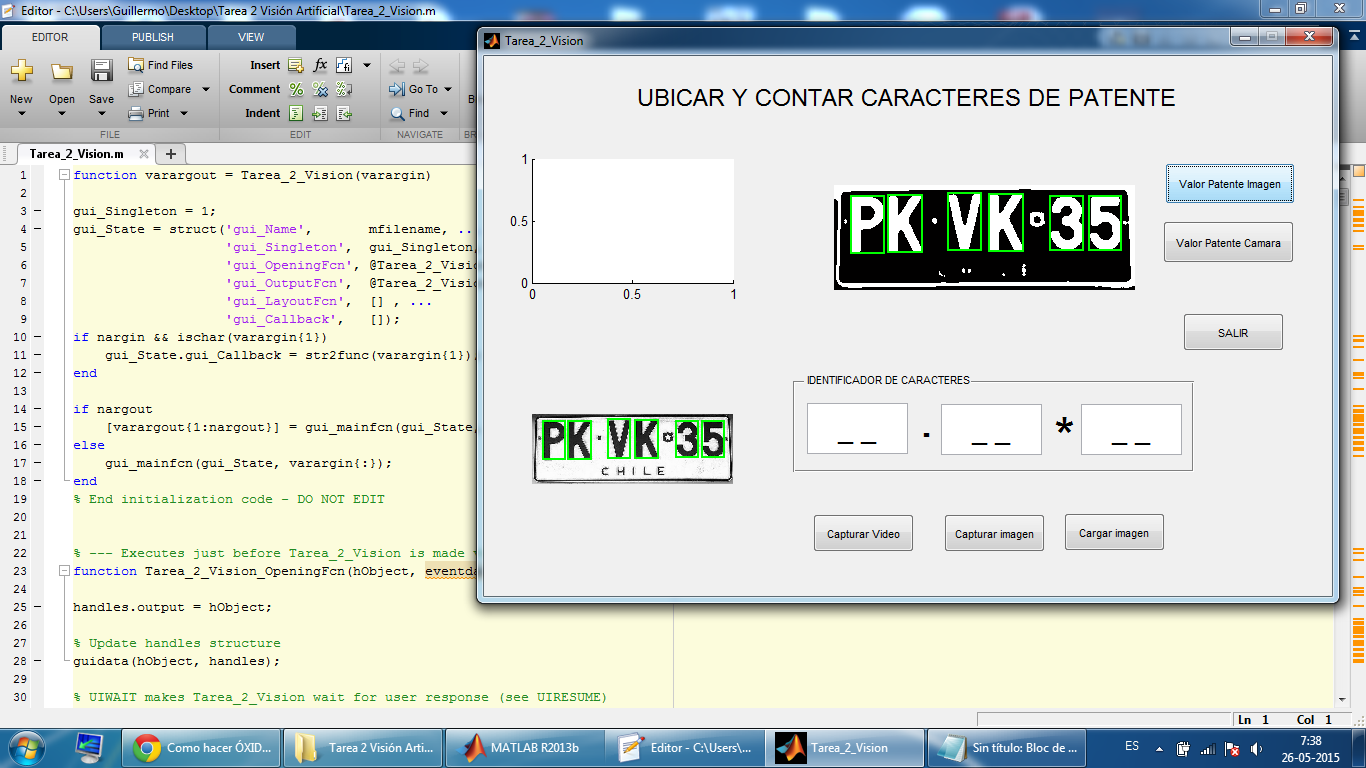 Editor - C:\Users\Guillermo\Desktop\Tarea 2 Visión Artificial\Tarea_2_Vision.m
EDITOR PUBLISH VIEW
New Open Save Find Files Compare Print
Insert Comment Indent
Go To Find
FILE EDIT NAVIGATE BR
Tarea_2_Vision.m
1 function varargout = Tarea_2_Vision(varargin)
2
3 gui_Singleton = 1;
4 gui_State = struct('gui_Name', mfilename, ..
5 'gui_Singleton', gui_Singleton,
6 'gui_OpeningFcn', @Tarea_2_Visio
7 'gui_OutputFcn', @Tarea_2_Visio
8 'gui_LayoutFcn', [] , ...
9 'gui_Callback', []);
10 if nargin && ischar(varargin{1})
11 gui_State.gui_Callback = str2func(varargin{1})
12 end
13
14 if nargout
15 [varargout{1:nargout}] = gui_mainfcn(gui_State,
16 else
17 gui_mainfcn(gui_State, varargin{:});
18 end
19 % End initialization code - DO NOT EDIT
20
21
22 % --- Executes just before Tarea_2_Vision is made
23 function Tarea_2_Vision_OpeningFcn(hObject, eventda
24
25 handles.output = hObject;
26
27 % Update handles structure
28 guidata(hObject, handles);
29
30 % UIWAIT makes Tarea_2_Vision wait for user response (see UIRESUME)
Tarea_2_Vision
UBICAR Y CONTAR CARACTERES DE PATENTE
1
0.5
0
0 0.5 1
PK·VK 35
Valor Patente Imagen
Valor Patente Camara
SALIR
PK·VK 35
CHILE
IDENTIFICADOR DE CARACTERES
_ _ . _ _ * _ _
Capturar Video
Capturar imagen
Cargar imagen
Ln 1 Col 1
Como hacer ÓXID...
Tarea 2 Visión Arti...
MATLAB R2013b
Editor - C:\Users\...
Tarea_2_Vision
Sin título: Bloc de ...
ES
7:38
26-05-2015